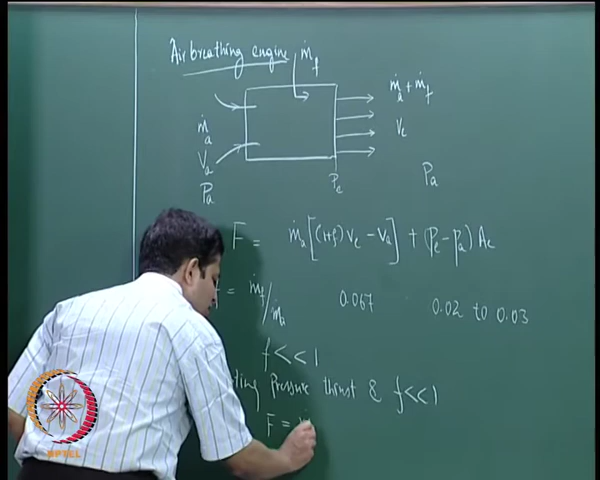 Air breathing engine
ṁf
ṁa + ṁf
ṁa
Va
Pa
Ve
Pe
Pa
F = ṁa[(1+f)Ve - Va] + (Pe - Pa) Ae
= ṁf/ṁa 0.067 0.02 to 0.03
f << 1
Pressure thrust & f << 1
F =
NPTEL